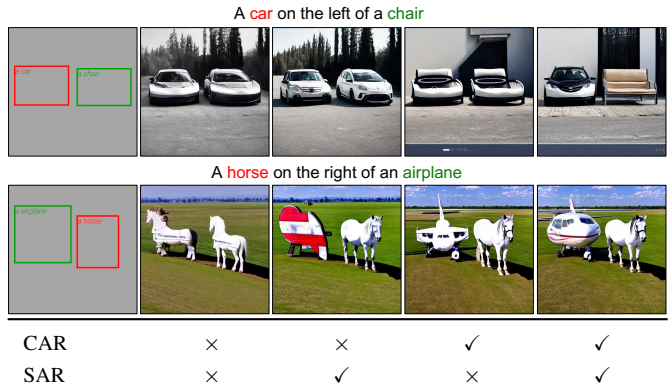 A car on the left of a chair
a car
a chair
A horse on the right of an airplane
a airplane
a horse
CAR × × ✓ ✓
SAR × ✓ × ✓